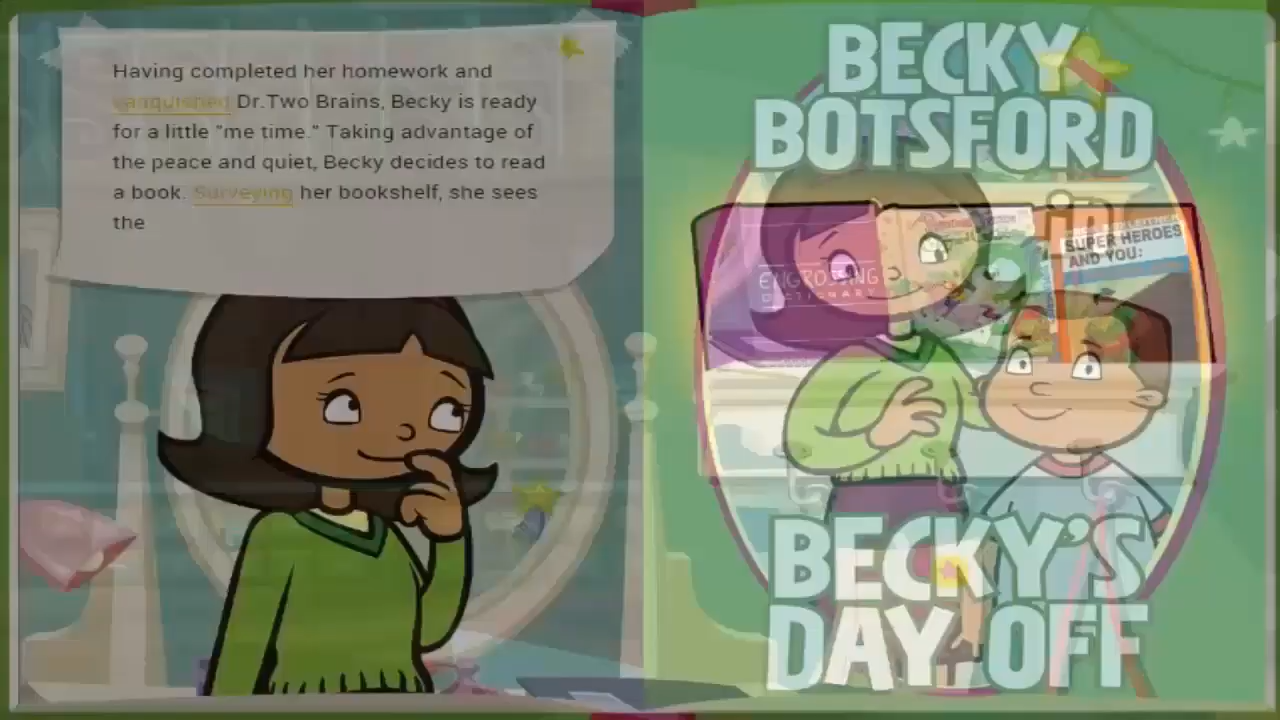 Having completed her homework and
vanquished Dr.Two Brains, Becky is ready
for a little "me time." Taking advantage of
the peace and quiet, Becky decides to read
a book. Surveying her bookshelf, she sees
the
BECKY
BOTSFORD
in
ENGROSSING
DICTIONARY
SUPER HEROES
AND YOU:
BECKY'S
DAY OFF